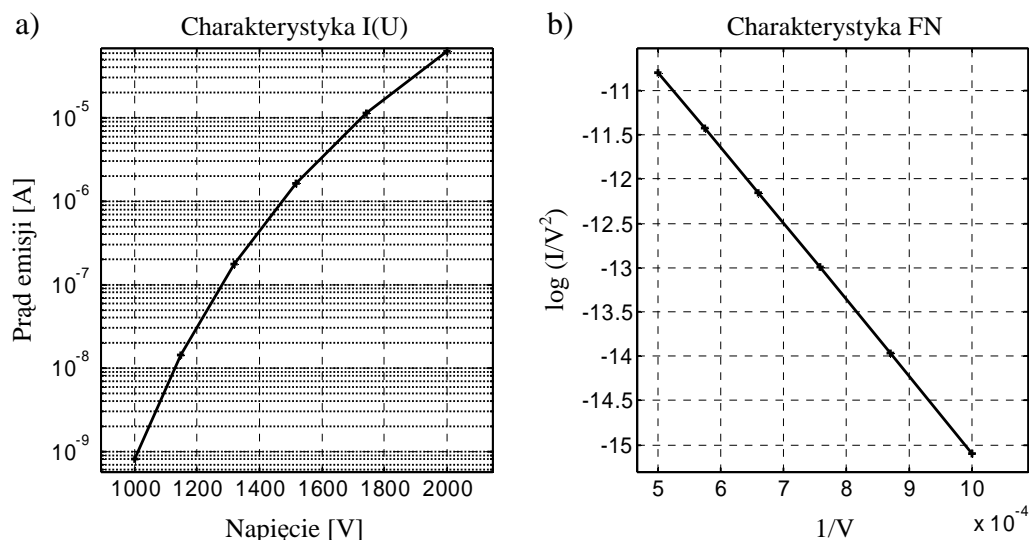 a)
Charakterystyka I(U)
Prąd emisji [A]
10^-5
10^-6
10^-7
10^-8
10^-9
1000 1200 1400 1600 1800 2000
Napięcie [V]
b)
Charakterystyka FN
log (I/V^2)
-11
-11.5
-12
-12.5
-13
-13.5
-14
-14.5
-15
5 6 7 8 9 10
x 10^-4
1/V